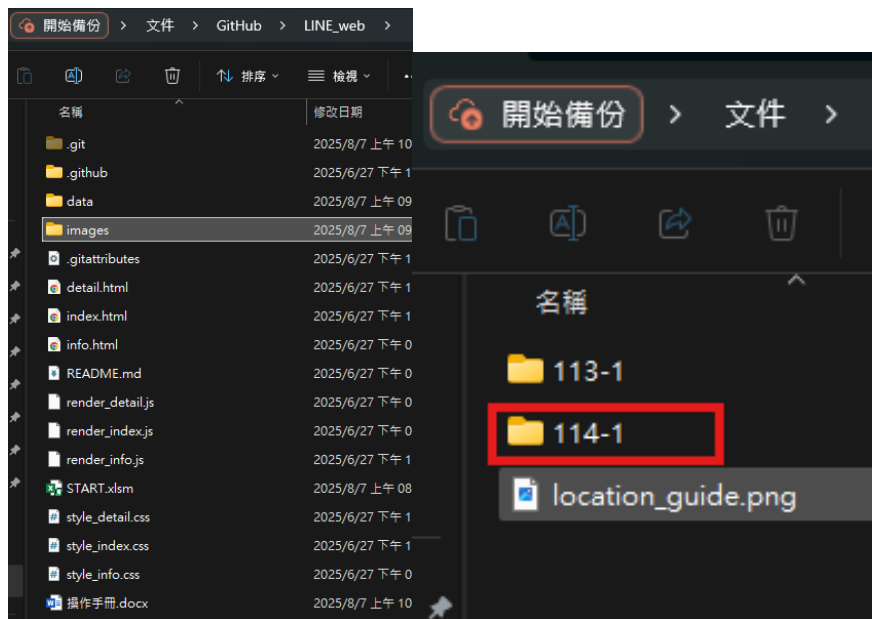 開始備份 > 文件 > GitHub > LINE_web >
排序 檢視
名稱 修改日期
.git 2025/8/7 上午 10
.github 2025/6/27 下午 1
data 2025/8/7 上午 09
images 2025/8/7 上午 09
.gitattributes 2025/6/27 下午 1
detail.html 2025/6/27 下午 1
index.html 2025/6/27 下午 1
info.html 2025/6/27 下午 0
README.md 2025/6/27 下午 0
render_detail.js 2025/6/27 下午 0
render_index.js 2025/6/27 下午 0
render_info.js 2025/6/27 下午 1
START.xlsm 2025/8/7 上午 08
style_detail.css 2025/6/27 下午 1
style_index.css 2025/6/27 下午 1
style_info.css 2025/6/27 下午 0
操作手冊.docx 2025/8/7 上午 10
開始備份 > 文件 >
名稱
113-1
114-1
location_guide.png